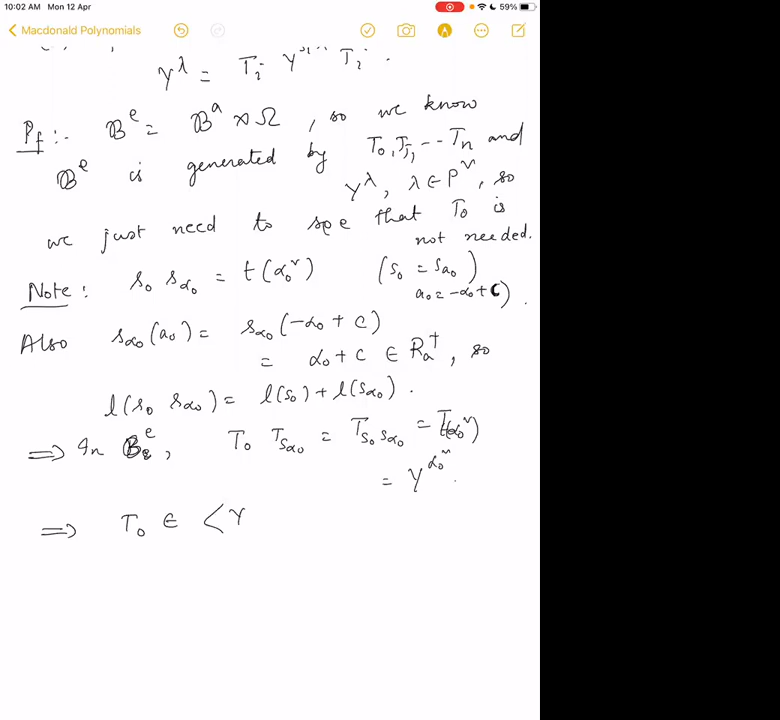 10:02 AM Mon 12 Apr
59%
Macdonald Polynomials
Y^λ = T_i Y T_i .
Pf :- 𝔅^e = 𝔅^a ⋊ Ω , so we know
𝔅^e is generated by T_0, T_1, -- T_n and
Y^λ, λ ∈ P^∨, so
we just need to see that T_0 is
not needed.
Note : s_0 s_{α_0} = t(α_0^∨) (s_0 = s_{a_0})
a_0 = -α_0 + c) .
Also s_{α_0}(a_0) = s_{α_0}(-α_0 + c)
= α_0 + c ∈ R_a^+ , so
l(s_0 s_{α_0}) = l(s_0) + l(s_{α_0}) .
⟹ In 𝔅^e, T_0 T_{s_{α_0}} = T_{s_0 s_{α_0}} = T_{t(α_0^∨)}
= Y^{α_0^∨} .
⟹ T_0 ∈ < Y